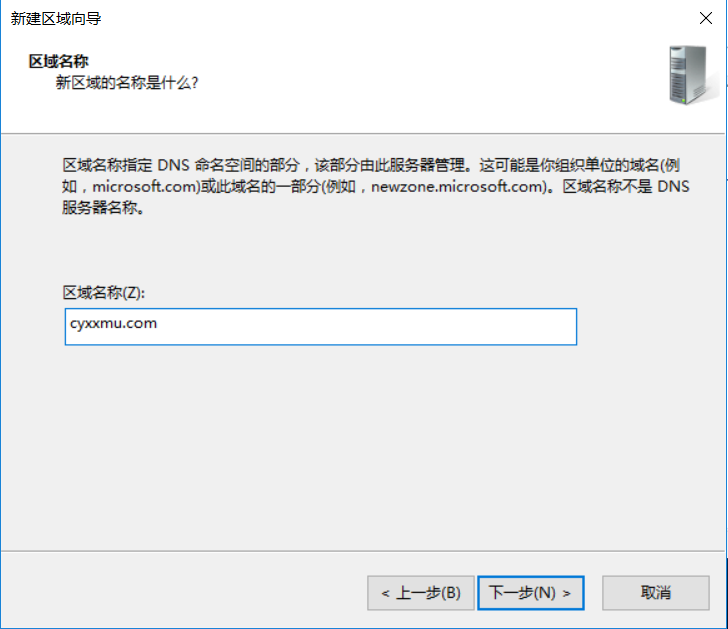 新建区域向导
区域名称
新区域的名称是什么?
区域名称指定 DNS 命名空间的部分，该部分由此服务器管理。这可能是你组织单位的域名(例
如，microsoft.com)或此域名的一部分(例如，newzone.microsoft.com)。区域名称不是 DNS
服务器名称。
区域名称(Z):
cyxxmu.com
< 上一步(B)
下一步(N) >
取消